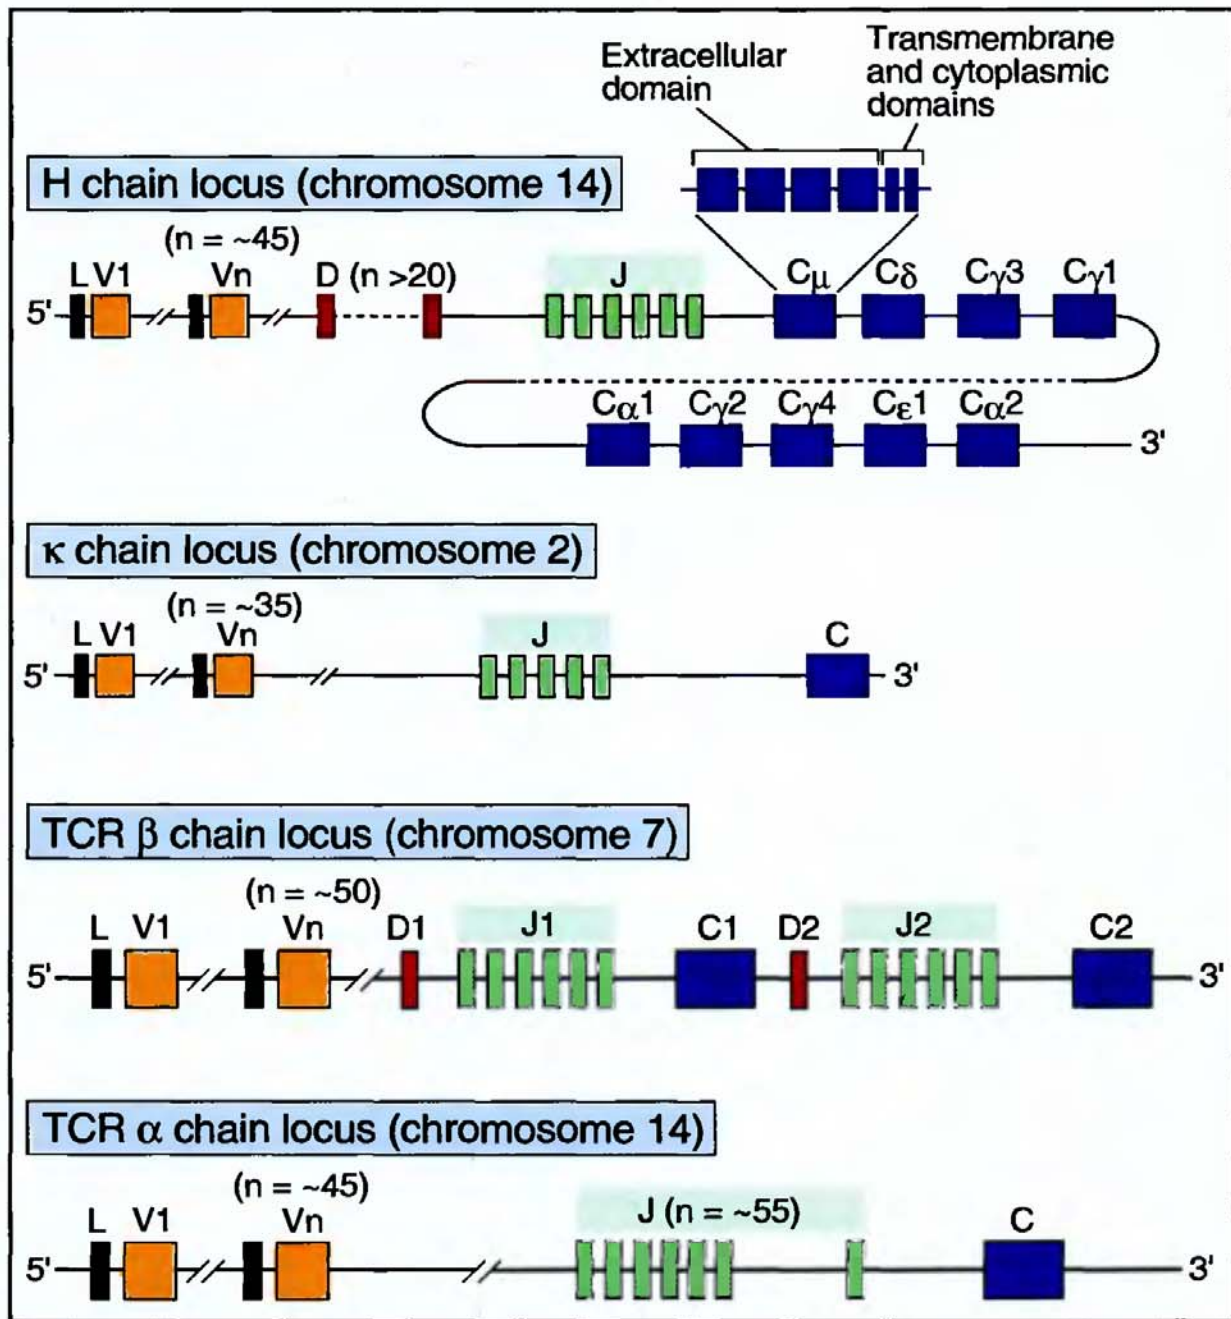 Extracellular
domain
Transmembrane
and cytoplasmic
domains
H chain locus (chromosome 14)
(n = ~45)
L V1 Vn D (n >20) J Cμ Cδ Cγ3 Cγ1
5'
Cα1 Cγ2 Cγ4 Cε1 Cα2
3'
κ chain locus (chromosome 2)
(n = ~35)
L V1 Vn J C
5' 3'
TCR β chain locus (chromosome 7)
(n = ~50)
L V1 Vn D1 J1 C1 D2 J2 C2
5' 3'
TCR α chain locus (chromosome 14)
(n = ~45)
L V1 Vn J (n = ~55) C
5' 3'